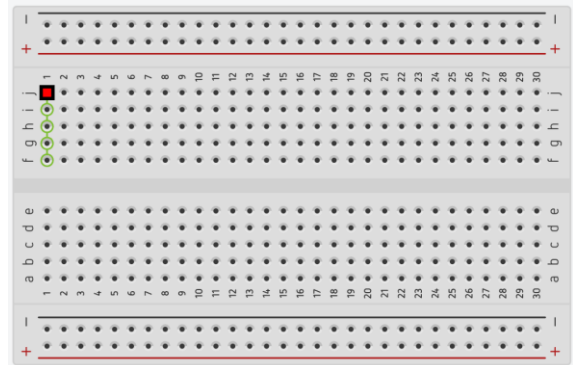 − −
+ +
1 2 3 4 5 6 7 8 9 10 11 12 13 14 15 16 17 18 19 20 21 22 23 24 25 26 27 28 29 30
j j
i i
h h
g g
f f
e e
d d
c c
b b
a a
1 2 3 4 5 6 7 8 9 10 11 12 13 14 15 16 17 18 19 20 21 22 23 24 25 26 27 28 29 30
− −
+ +